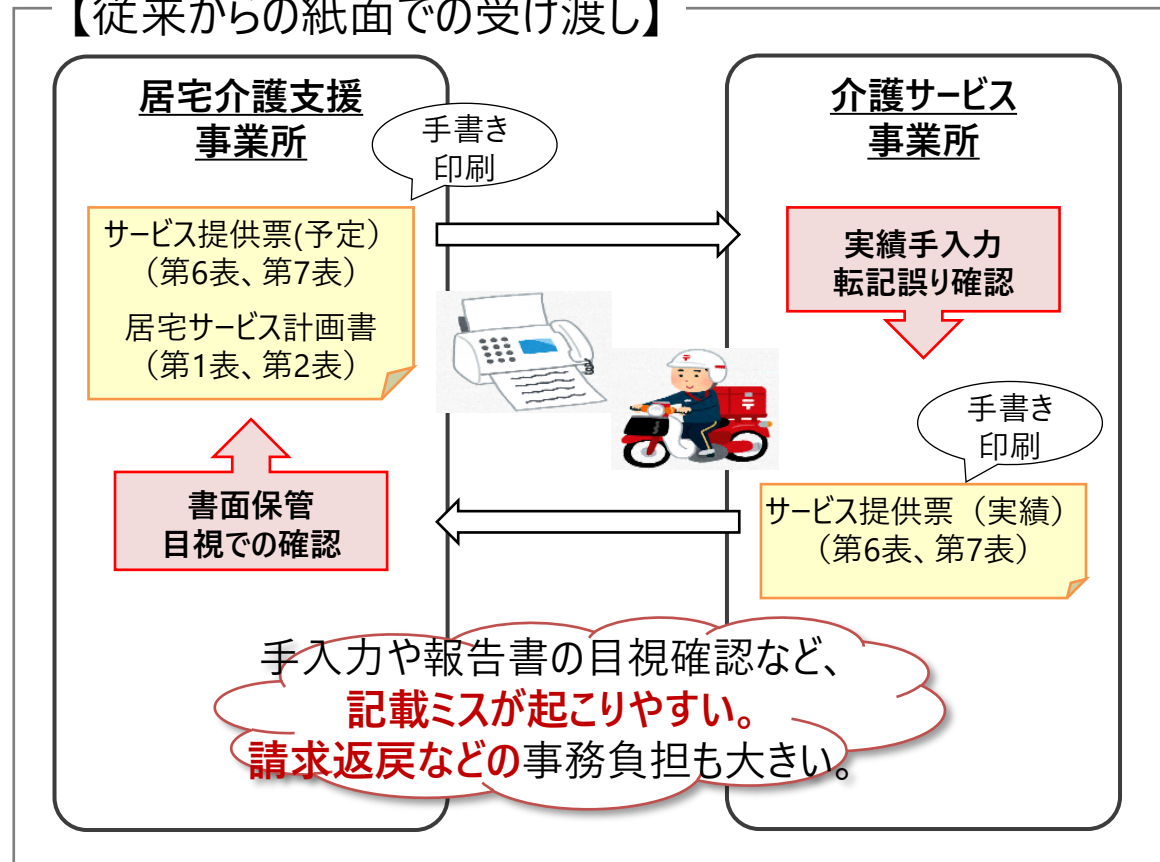 【従来からの紙面での受け渡し】
居宅介護支援
事業所
手書き
印刷
サービス提供票(予定）
（第6表、第7表）
居宅サービス計画書
（第1表、第2表）
書面保管
目視での確認
介護サービス
事業所
実績手入力
転記誤り確認
手書き
印刷
サービス提供票（実績）
（第6表、第7表）
手入力や報告書の目視確認など、
記載ミスが起こりやすい。
請求返戻などの事務負担も大きい。